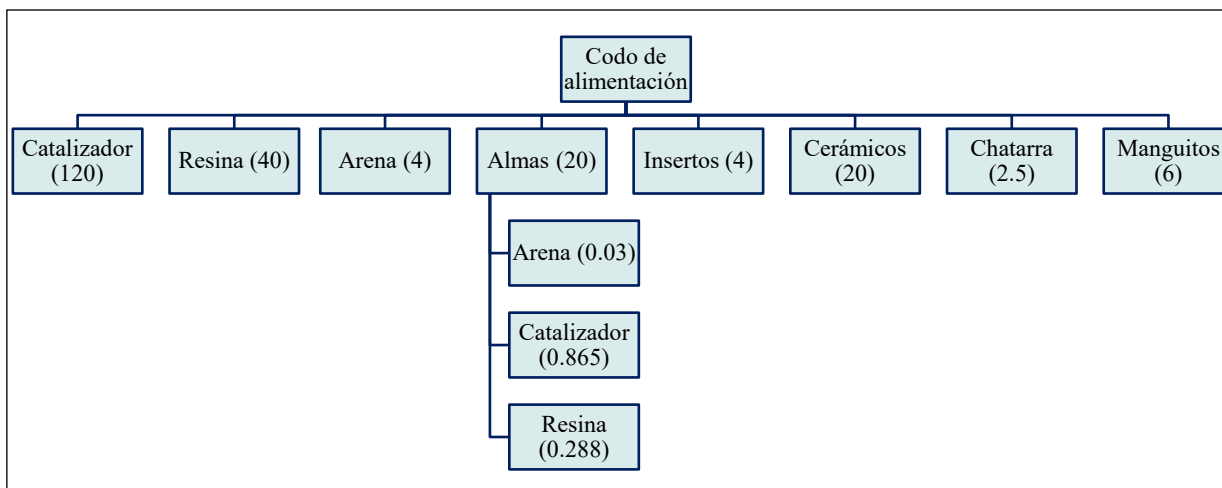 Codo de
alimentación
Catalizador
(120)
Resina (40)
Arena (4)
Almas (20)
Insertos (4)
Cerámicos
(20)
Chatarra
(2.5)
Manguitos
(6)
Arena (0.03)
Catalizador
(0.865)
Resina
(0.288)